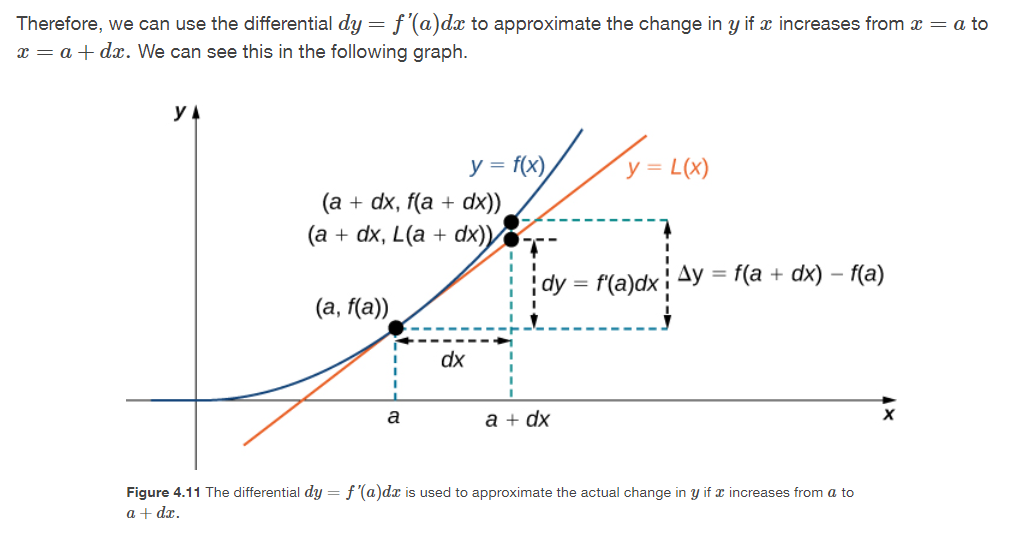 Therefore, we can use the differential dy = f′(a)dx to approximate the change in y if x increases from x = a to
x = a + dx. We can see this in the following graph.
y
y = f(x)
y = L(x)
(a + dx, f(a + dx))
(a + dx, L(a + dx))
dy = f′(a)dx
Δy = f(a + dx) – f(a)
(a, f(a))
dx
a
a + dx
x
Figure 4.11 The differential dy = f′(a)dx is used to approximate the actual change in y if x increases from a to
a + dx.